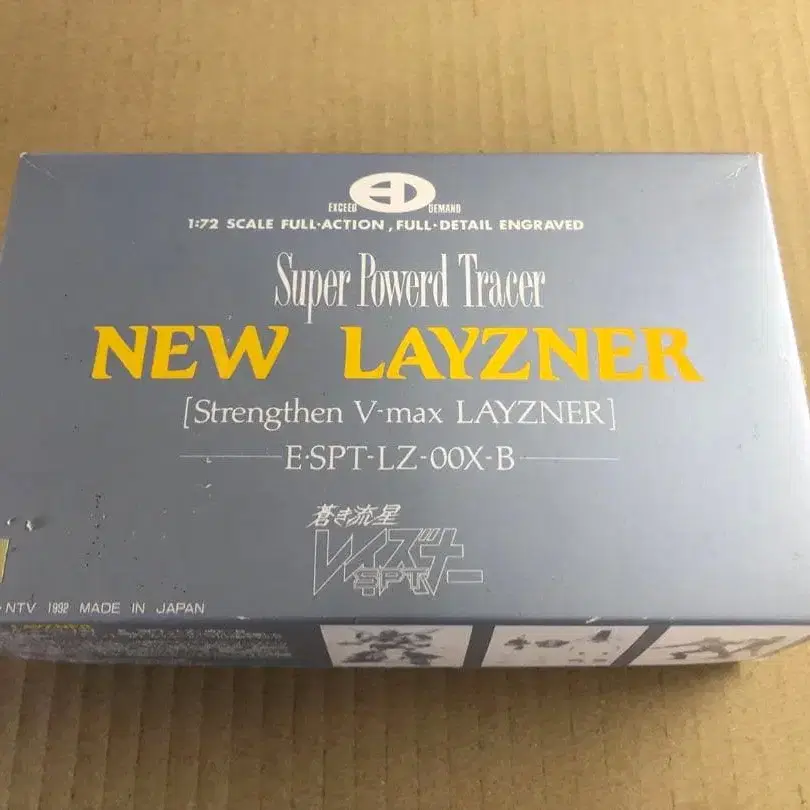 ED
EXCEED DEMAND
1:72 SCALE FULL·ACTION , FULL·DETAIL ENGRAVED
Super Powerd Tracer
NEW LAYZNER
[Strengthen V-max LAYZNER]
E·SPT-LZ-00X-B
蒼き流星
レイズナー
SPT
·NTV 1992 MADE IN JAPAN
LAYZNER